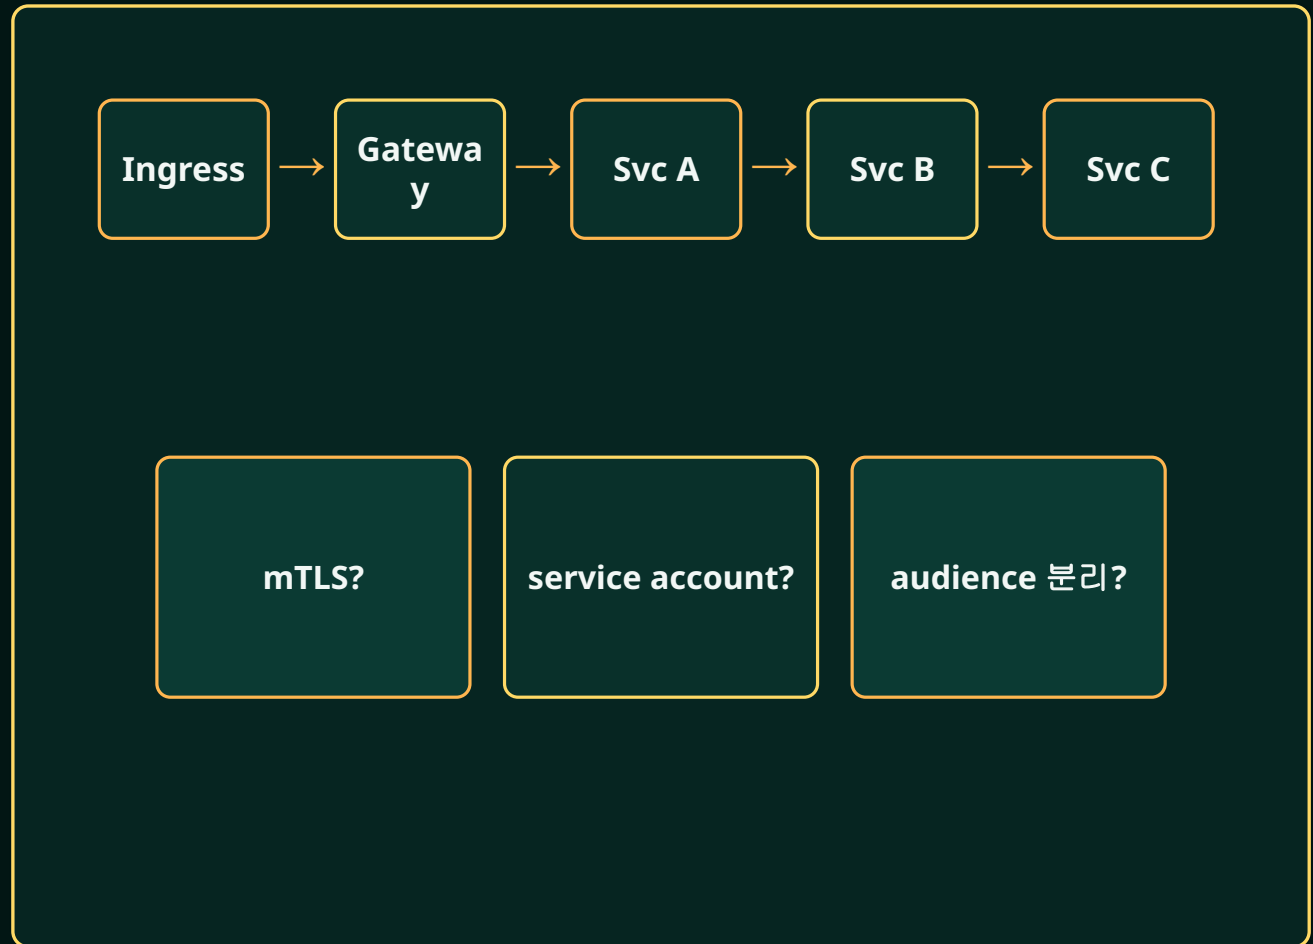 Ingress → Gatewa
y → Svc A → Svc B → Svc C
mTLS?
service account?
audience 분리?